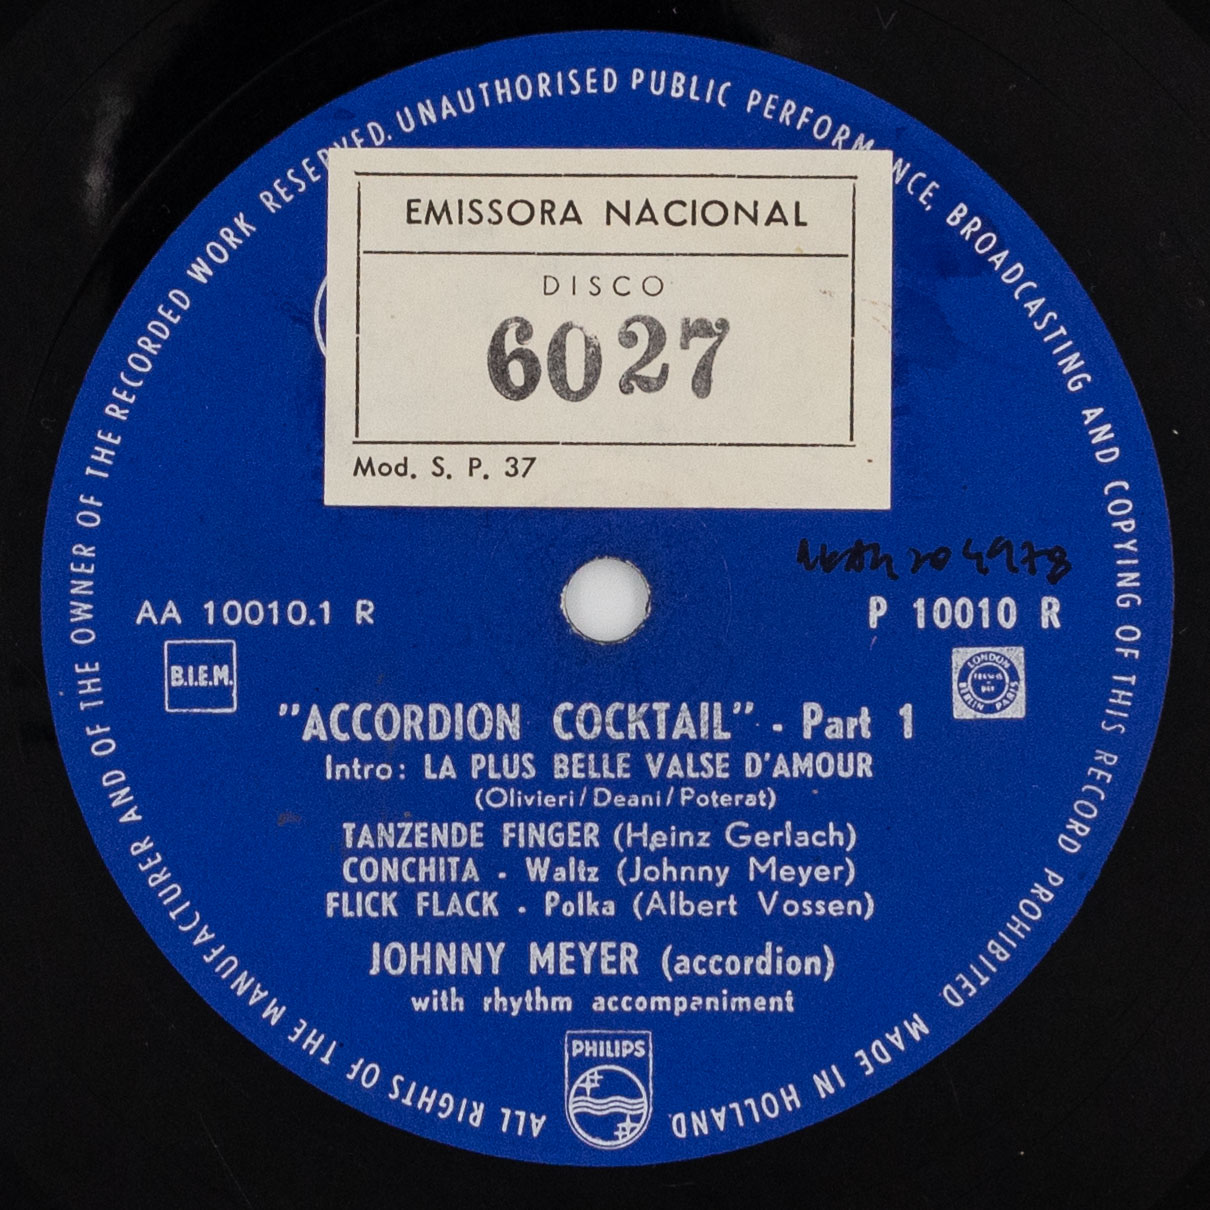 ALL RIGHTS OF THE MANUFACTURER AND OF THE OWNER OF THE RECORDED WORK RESERVED. UNAUTHORISED PUBLIC PERFORMANCE, BROADCASTING AND COPYING OF THIS RECORD PROHIBITED. MADE IN HOLLAND
EMISSORA NACIONAL
DISCO
6027
Mod. S. P. 37
AA 10010.1 R
P 10010 R
B.I.E.M.
LONDON
BERLIN PARIS
"ACCORDION COCKTAIL" - Part 1
Intro: LA PLUS BELLE VALSE D'AMOUR
(Olivieri/Deani/Poterat)
TANZENDE FINGER (Heinz Gerlach)
CONCHITA - Waltz (Johnny Meyer)
FLICK FLACK - Polka (Albert Vossen)
JOHNNY MEYER (accordion)
with rhythm accompaniment
PHILIPS